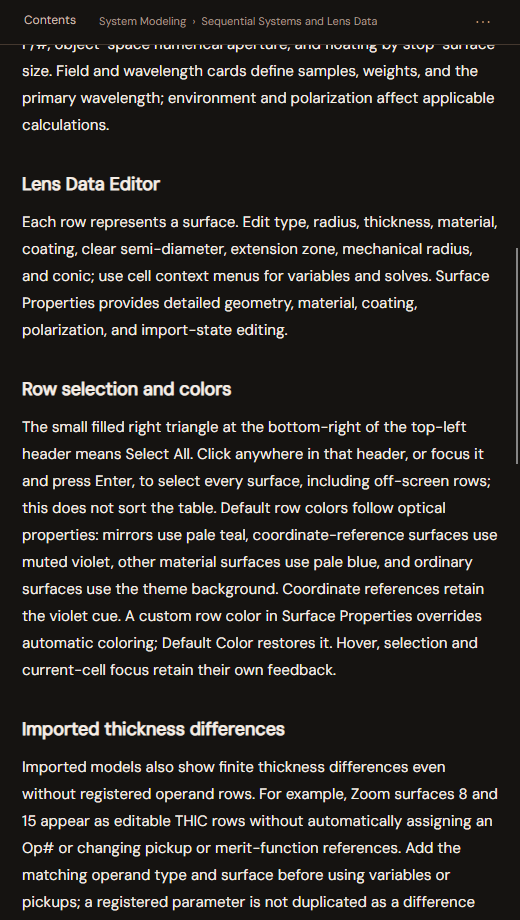 Contents
System Modeling › Sequential Systems and Lens Data
...
F/#, object-space numerical aperture, and floating by stop-surface
size. Field and wavelength cards define samples, weights, and the
primary wavelength; environment and polarization affect applicable
calculations.
Lens Data Editor
Each row represents a surface. Edit type, radius, thickness, material,
coating, clear semi-diameter, extension zone, mechanical radius,
and conic; use cell context menus for variables and solves. Surface
Properties provides detailed geometry, material, coating,
polarization, and import-state editing.
Row selection and colors
The small filled right triangle at the bottom-right of the top-left
header means Select All. Click anywhere in that header, or focus it
and press Enter, to select every surface, including off-screen rows;
this does not sort the table. Default row colors follow optical
properties: mirrors use pale teal, coordinate-reference surfaces use
muted violet, other material surfaces use pale blue, and ordinary
surfaces use the theme background. Coordinate references retain
the violet cue. A custom row color in Surface Properties overrides
automatic coloring; Default Color restores it. Hover, selection and
current-cell focus retain their own feedback.
Imported thickness differences
Imported models also show finite thickness differences even
without registered operand rows. For example, Zoom surfaces 8 and
15 appear as editable THIC rows without automatically assigning an
Op# or changing pickup or merit-function references. Add the
matching operand type and surface before using variables or
pickups; a registered parameter is not duplicated as a difference